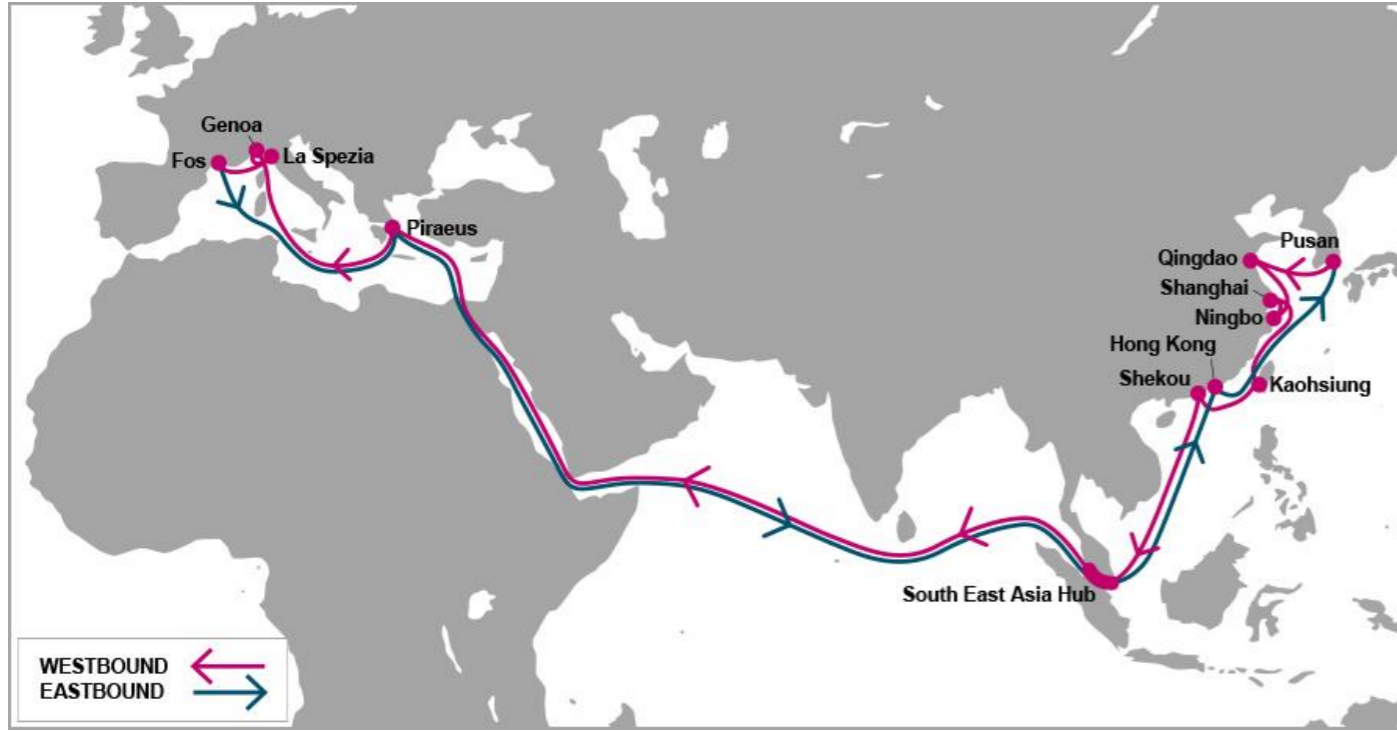 Genoa
Fos
La Spezia
Piraeus
Qingdao
Pusan
Shanghai
Ningbo
Hong Kong
Shekou
Kaohsiung
South East Asia Hub
WESTBOUND
EASTBOUND